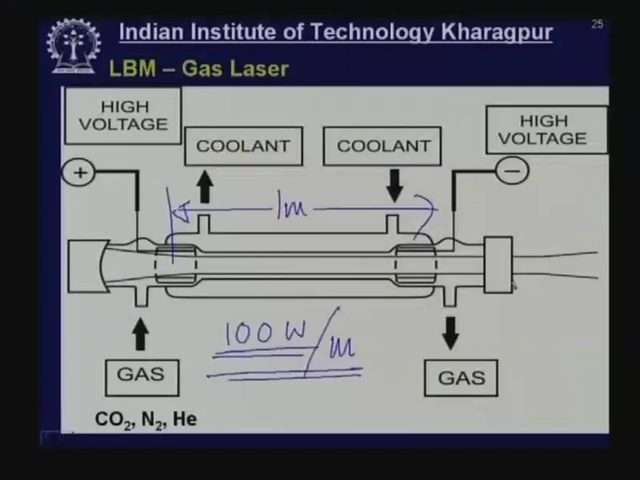 25
Indian Institute of Technology Kharagpur
LBM – Gas Laser
HIGH
VOLTAGE
HIGH
VOLTAGE
COOLANT
COOLANT
+
−
1m
100 W/m
GAS
GAS
CO₂, N₂, He